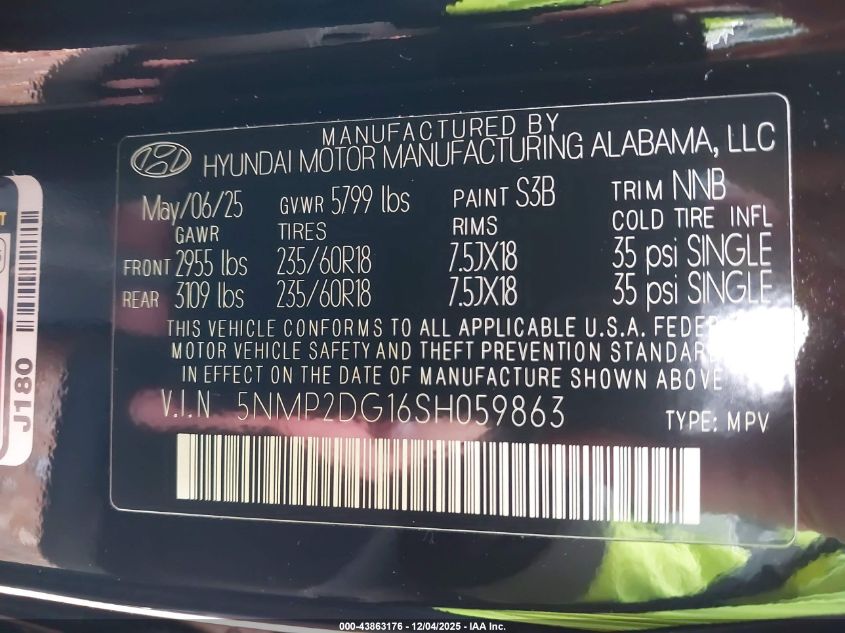 MANUFACTURED BY
HYUNDAI MOTOR MANUFACTURING ALABAMA, LLC
May/06/25 GVWR 5799 lbs PAINT S3B TRIM NNB
GAWR TIRES RIMS COLD TIRE INFL
FRONT 2955 lbs 235/60R18 7.5JX18 35 psi SINGLE
REAR 3109 lbs 235/60R18 7.5JX18 35 psi SINGLE
THIS VEHICLE CONFORMS TO ALL APPLICABLE U.S.A.
MOTOR VEHICLE SAFETY AND THEFT PREVENTION
IN EFFECT ON THE DATE OF MANUFACTURE SHOWN ABOVE
V.I.N 5NMP2DG16SH059863 TYPE: MPV
J180
000-43863176 - 12/04/2025 - IAA Inc.